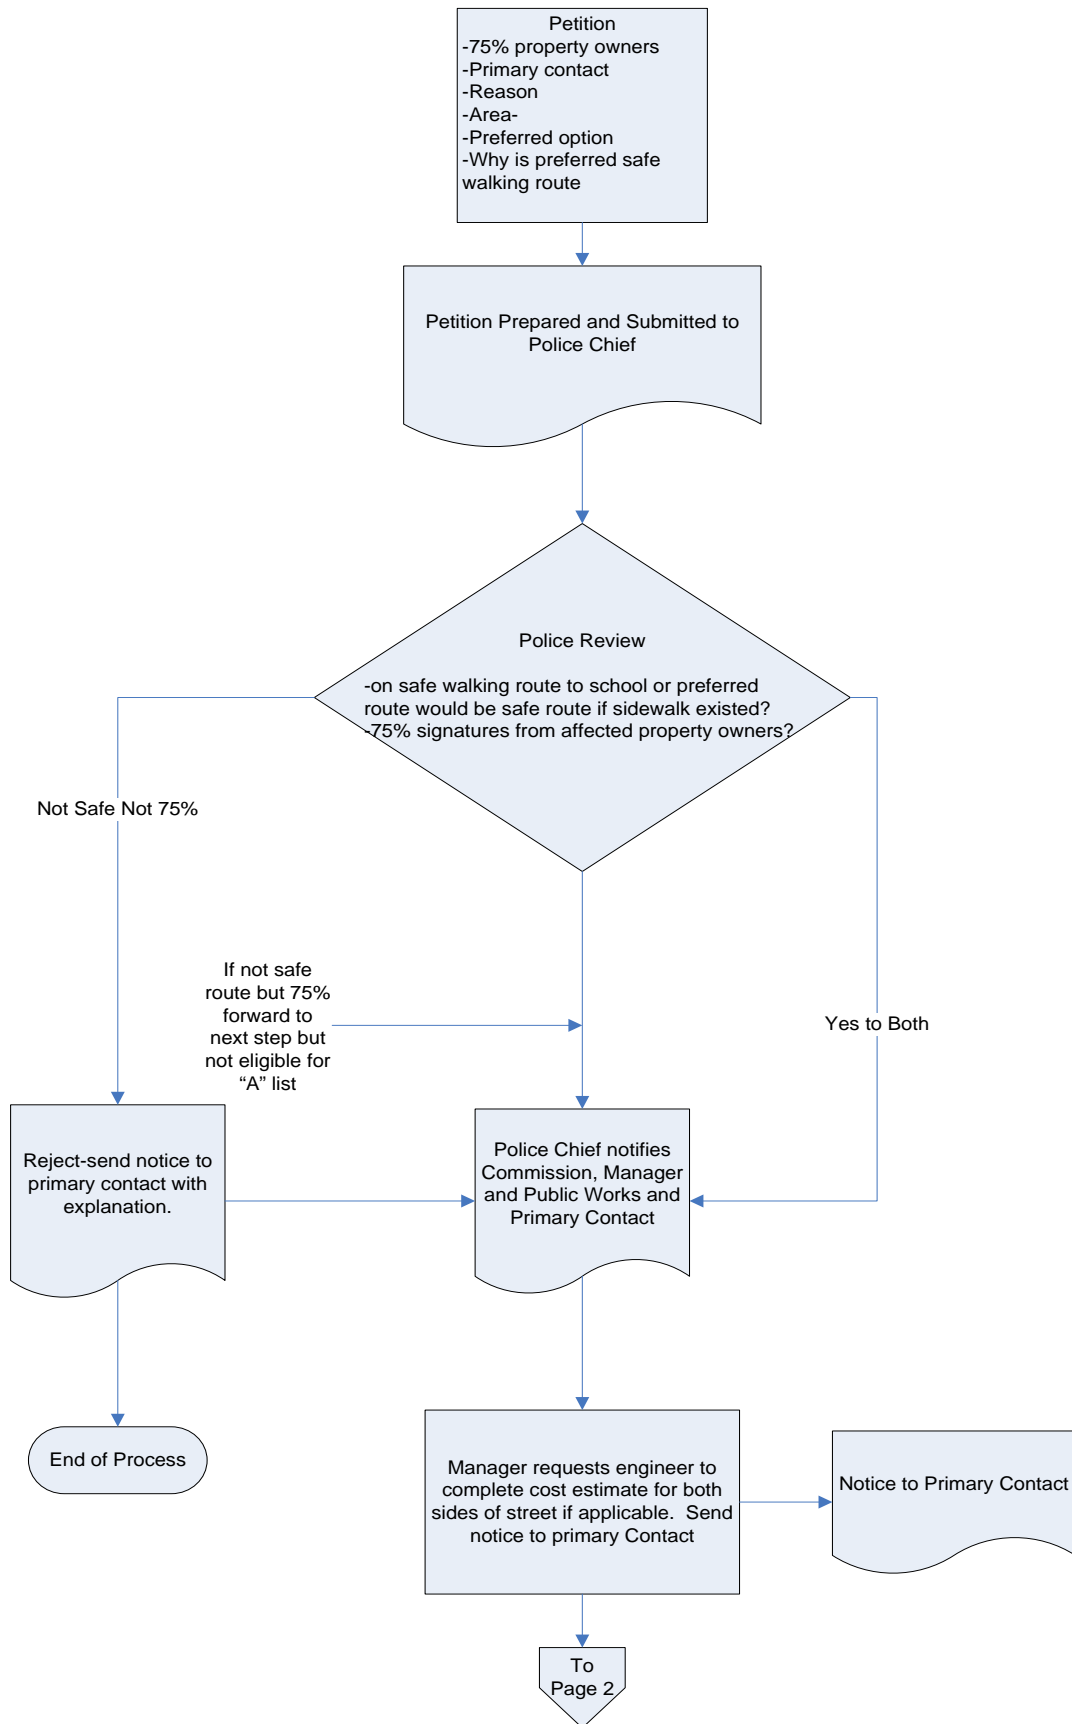 Petition
-75% property owners
-Primary contact
-Reason
-Area-
-Preferred option
-Why is preferred safe
walking route
Petition Prepared and Submitted to
Police Chief
Police Review
-on safe walking route to school or preferred
route would be safe route if sidewalk existed?
-75% signatures from affected property owners?
Not Safe Not 75%
If not safe
route but 75%
forward to
next step but
not eligible for
“A” list
Yes to Both
Reject-send notice to
primary contact with
explanation.
Police Chief notifies
Commission, Manager
and Public Works and
Primary Contact
End of Process
Manager requests engineer to
complete cost estimate for both
sides of street if applicable.  Send
notice to primary Contact
Notice to Primary Contact
To
Page 2